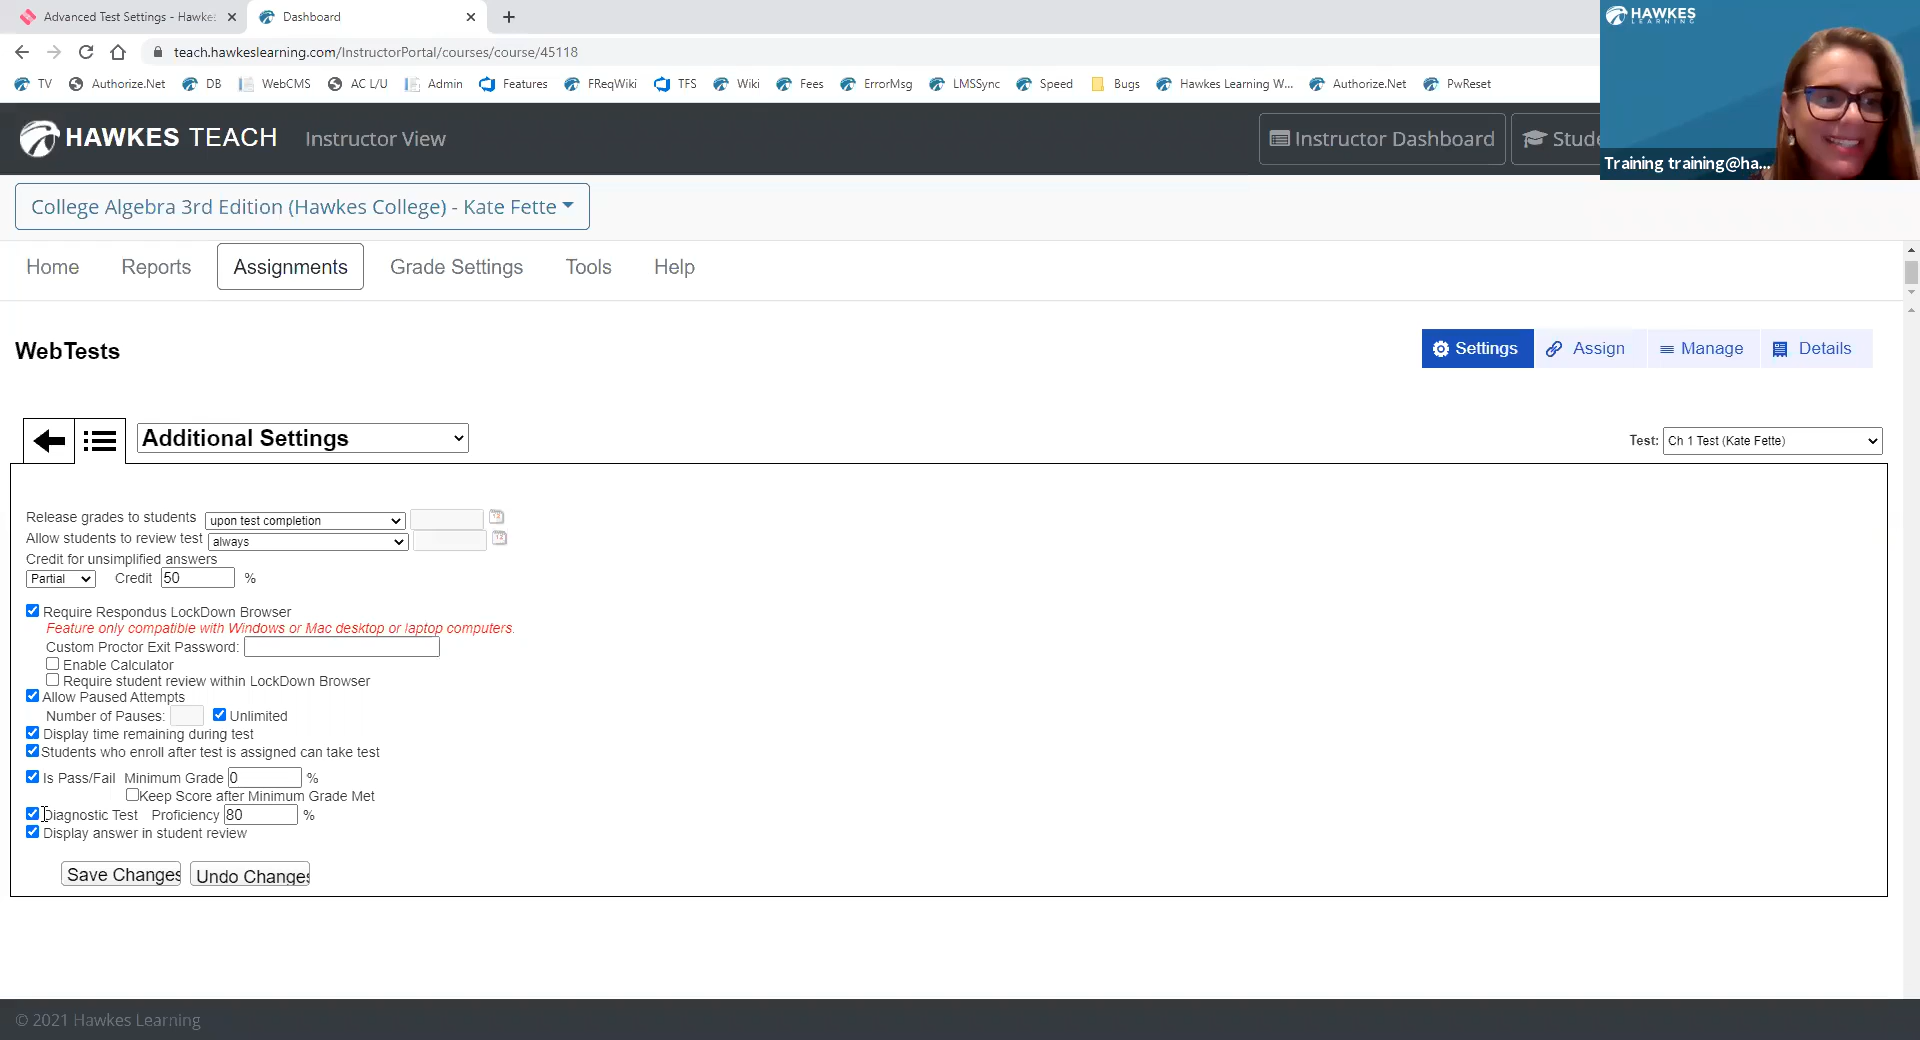 Advanced Test Settings - Hawke
Dashboard
teach.hawkeslearning.com/InstructorPortal/courses/course/45118
TV Authorize.Net DB WebCMS AC L/U Admin Features FReqWiki TFS Wiki Fees ErrorMsg LMSSync Speed Bugs Hawkes Learning W... Authorize.Net PwReset
HAWKES
LEARNING
Training training@ha...
HAWKES TEACH Instructor View Instructor Dashboard Stude
College Algebra 3rd Edition (Hawkes College) - Kate Fette
Home Reports Assignments Grade Settings Tools Help
WebTests Settings Assign Manage Details
Additional Settings Test: Ch 1 Test (Kate Fette)
Release grades to students upon test completion
Allow students to review test always
Credit for unsimplified answers
Partial Credit 50 %
Require Respondus LockDown Browser
Feature only compatible with Windows or Mac desktop or laptop computers.
Custom Proctor Exit Password:
Enable Calculator
Require student review within LockDown Browser
Allow Paused Attempts
Number of Pauses: Unlimited
Display time remaining during test
Students who enroll after test is assigned can take test
Is Pass/Fail Minimum Grade 0 %
Keep Score after Minimum Grade Met
Diagnostic Test Proficiency 80 %
Display answer in student review
Save Changes Undo Changes
© 2021 Hawkes Learning